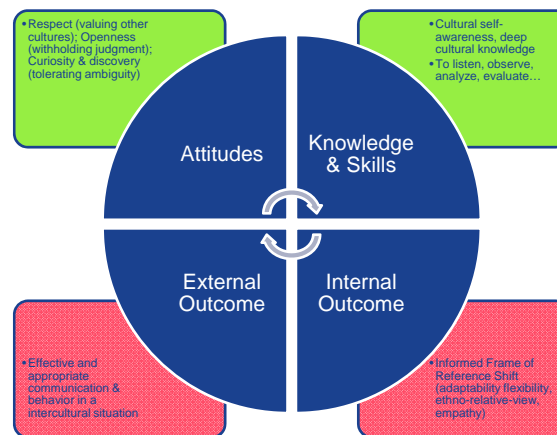 •Respect (valuing other
cultures); Openness
(withholding judgment);
Curiosity & discovery
(tolerating ambiguity)
•Cultural self-
awareness, deep
cultural knowledge
•To listen, observe,
analyze, evaluate…
Attitudes
Knowledge
& Skills
External
Outcome
Internal
Outcome
•Effective and
appropriate
communication &
behavior in a
intercultural situation
•Informed Frame of
Reference Shift
(adaptability flexibility,
ethno-relative-view,
empathy)